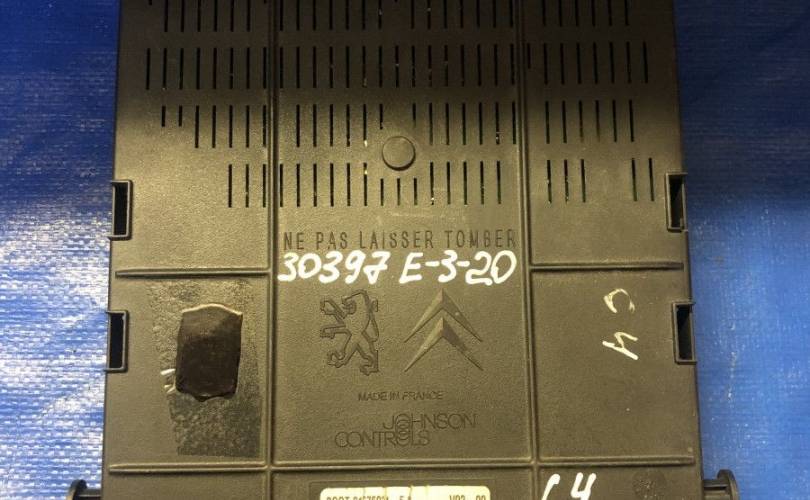 NE PAS LAISSER TOMBER
30397 E-3-20
C4
MADE IN FRANCE
JOHNSON
CONTROLS
C4